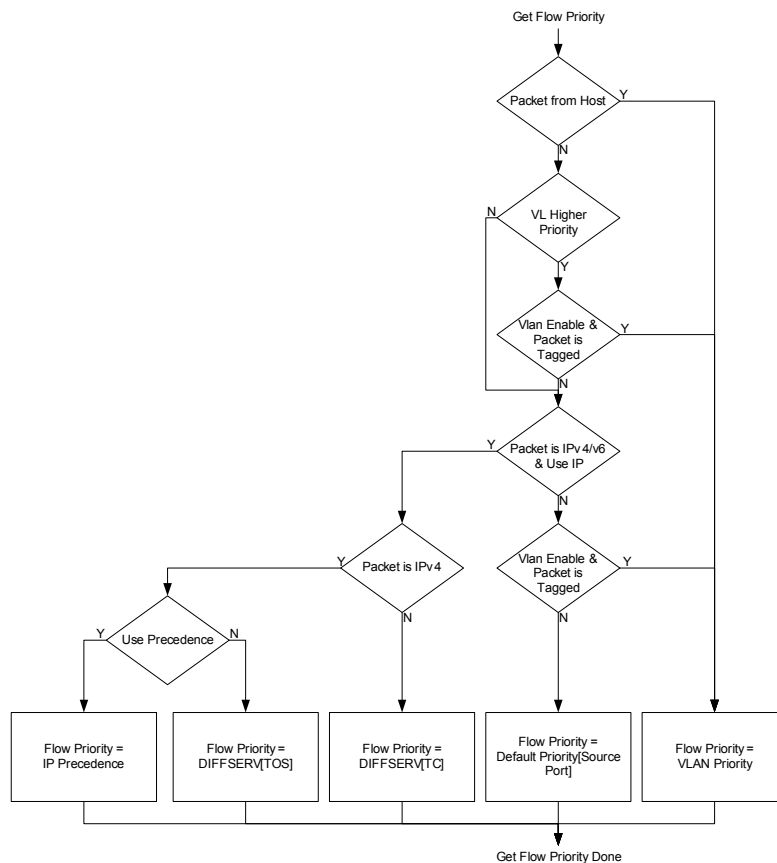 Get Flow Priority
Packet from Host
Y
N
N
VL Higher
Priority
Y
Vlan Enable &
Packet is
Tagged
Y
N
Y
Packet is IPv4/v6
& Use IP
N
Y
Packet is IPv4
N
Vlan Enable &
Packet is
Tagged
Y
N
Y
Use Precedence
N
Flow Priority =
IP Precedence
Flow Priority =
DIFFSERV[TOS]
Flow Priority =
DIFFSERV[TC]
Flow Priority =
Default Priority[Source
Port]
Flow Priority =
VLAN Priority
Get Flow Priority Done